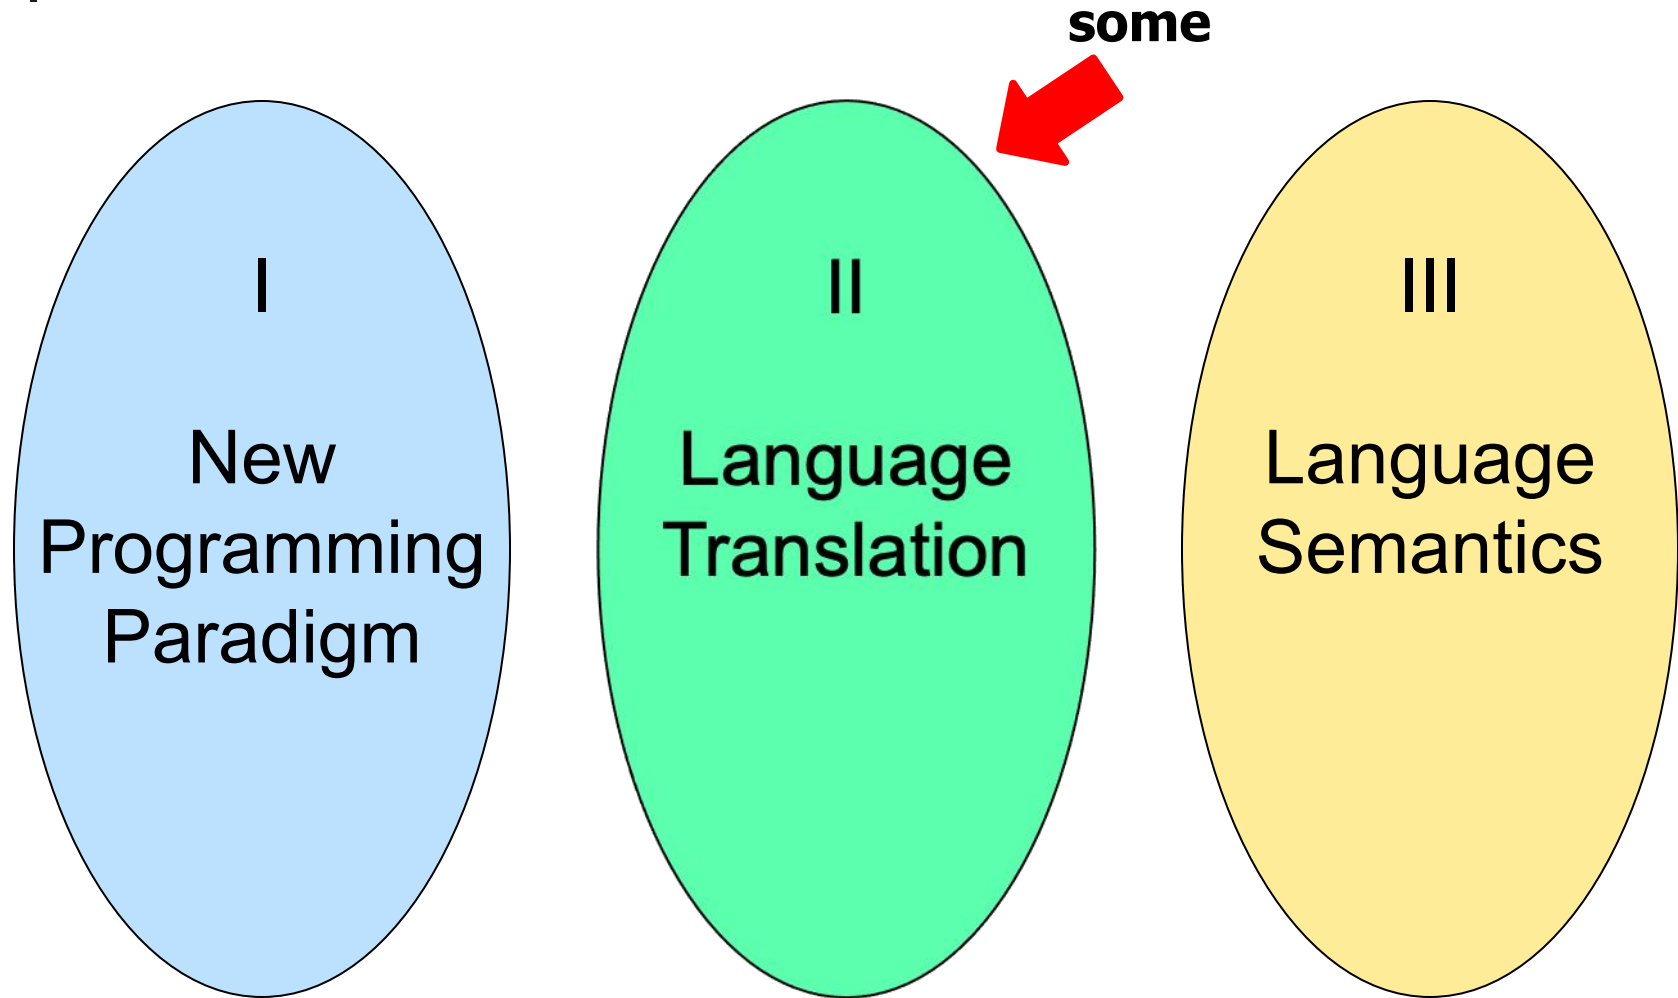 some
I
New
Programming
Paradigm
II
Language
Translation
III
Language
Semantics